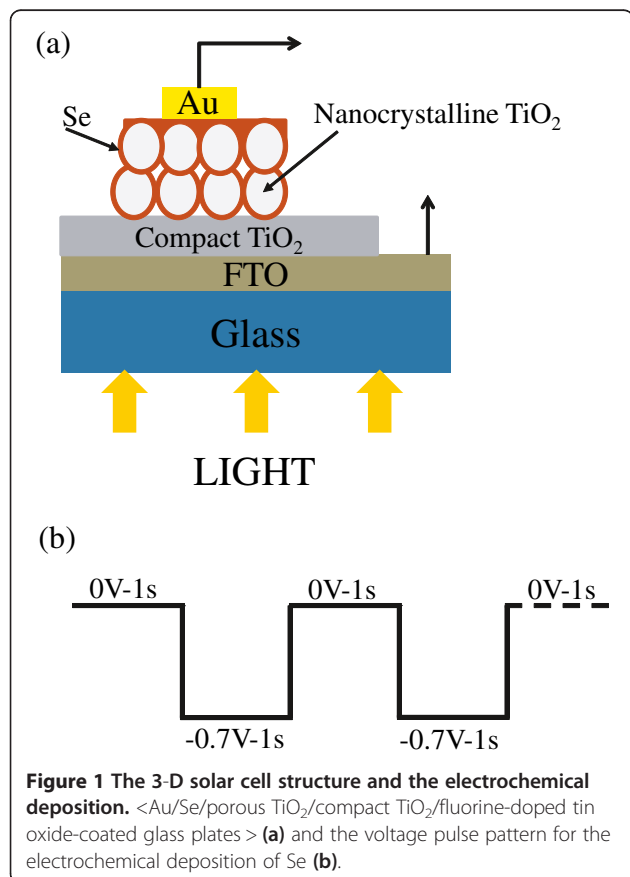 (a)
Au
Se
Nanocrystalline TiO₂
Compact TiO₂
FTO
Glass
LIGHT
(b)
0V-1s 0V-1s 0V-1s
-0.7V-1s -0.7V-1s
Figure 1 The 3-D solar cell structure and the electrochemical
deposition. <Au/Se/porous TiO₂/compact TiO₂/fluorine-doped tin
oxide-coated glass plates > (a) and the voltage pulse pattern for the
electrochemical deposition of Se (b).